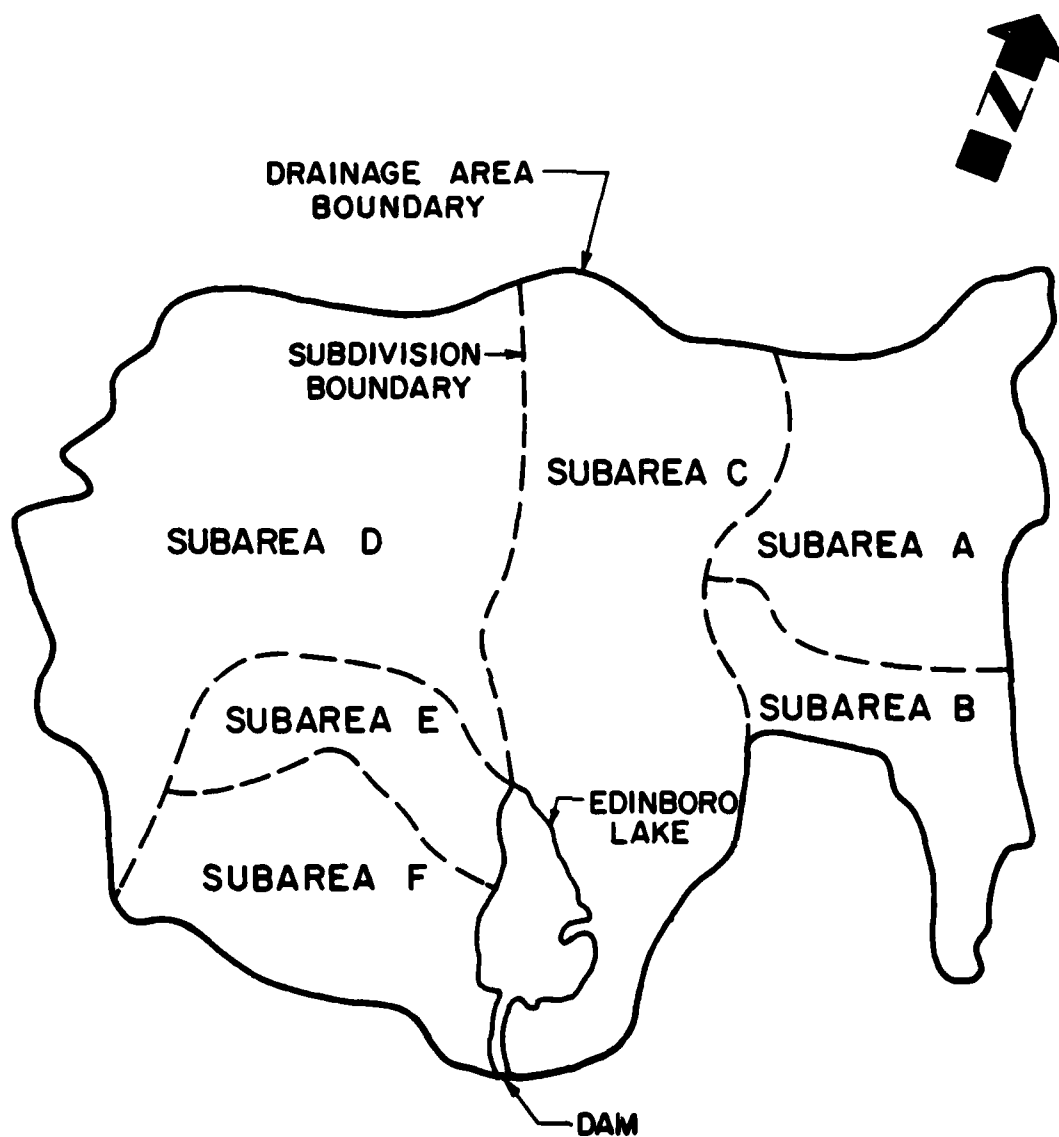 N
DRAINAGE AREA
BOUNDARY
SUBDIVISION
BOUNDARY
SUBAREA C
SUBAREA D
SUBAREA A
SUBAREA E
SUBAREA B
EDINBORO
LAKE
SUBAREA F
DAM